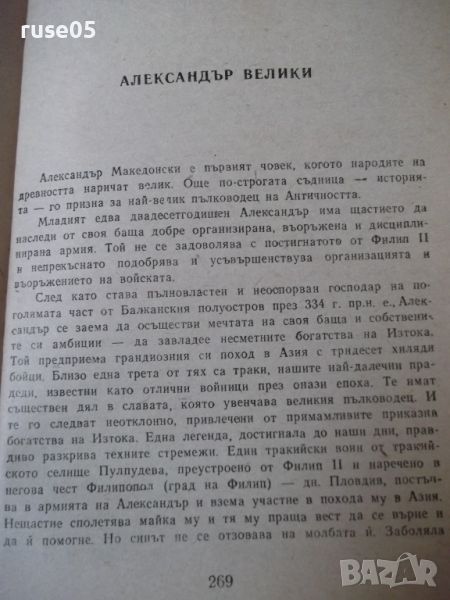 ruse05
АЛЕКСАНДЪР ВЕЛИКИ
Александър Македонски е първият човек, когото народите на
древността наричат велик. Още по-строгата съдница — история-
та — го призна за най-велик пълководец на Античността.
Младият едва двадесетгодишен Александър има щастието да
наследи от своя баща добре организирана, въоръжена и дисципли-
нирана армия. Той не се задоволява с постигнатото от Филип II
и непрекъснато подобрява и усъвършенствува организацията и
въоръжението на войската.
След като става пълновластен и неоспорван господар на по-
голямата част от Балканския полуостров през 334 г. пр.н. е., Алек-
сандър се заема да осъществи мечтата на своя баща и собствени-
те си амбиции — да завладее несметните богатства на Изтока.
Той предприема грандиозния си поход в Азия с тридесет хиляди
бойци. Близо една трета от тях са траки, нашите най-далечни пра-
деди, известни като отлични войници през онази епоха. Те имат
съществен дял в славата, която увенчава великия пълководец. И
те го следват неотклонно, привлечени от примамливите приказни
богатства на Изтока. Една легенда, достигнала до наши дни, прав-
диво разкрива техните стремежи. Един тракийски воин от тракий-
ското селище Пулпудева, преустроено от Филип II и наречено в
негова чест Филипопол (град на Филип) — дн. Пловдив, постъп-
ва в армията на Александър и взема участие в похода му в Азия.
Нещастие сполетява майка му и тя му праща вест да се върне и
да ѝ помогне. Но синът не се отзовава на молбата ѝ. Заболяла
269
BAZAR